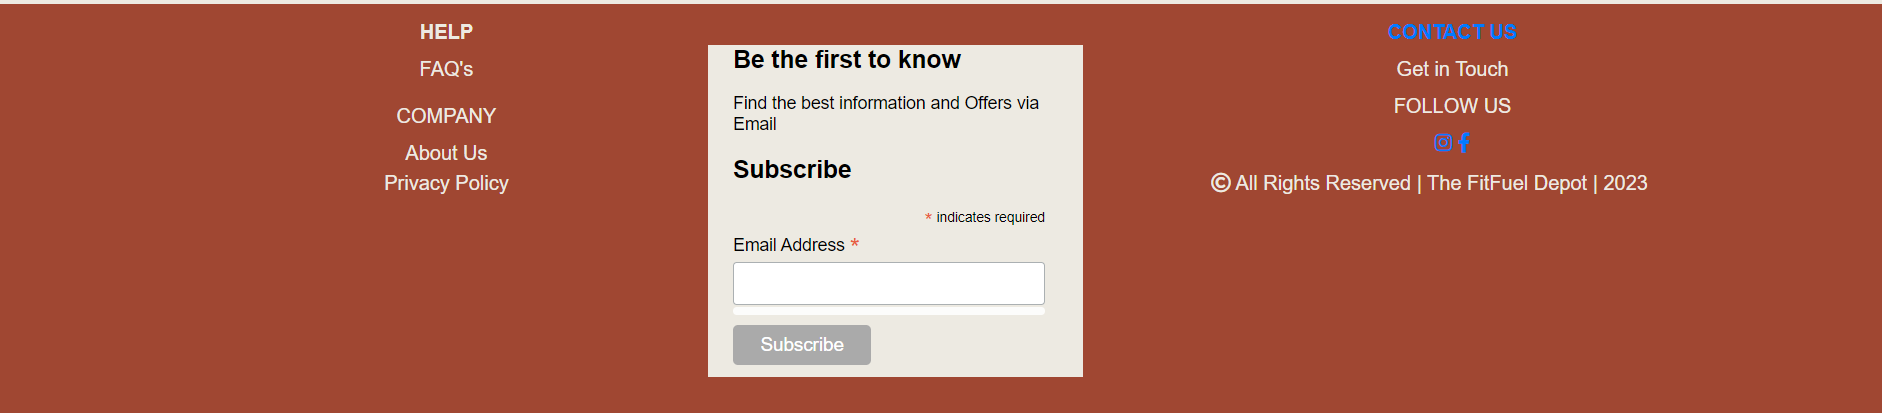 HELP
FAQ's
COMPANY
About Us
Privacy Policy
Be the first to know
Find the best information and Offers via
Email
Subscribe
* indicates required
Email Address *
Subscribe
CONTACT US
Get in Touch
FOLLOW US
© All Rights Reserved | The FitFuel Depot | 2023